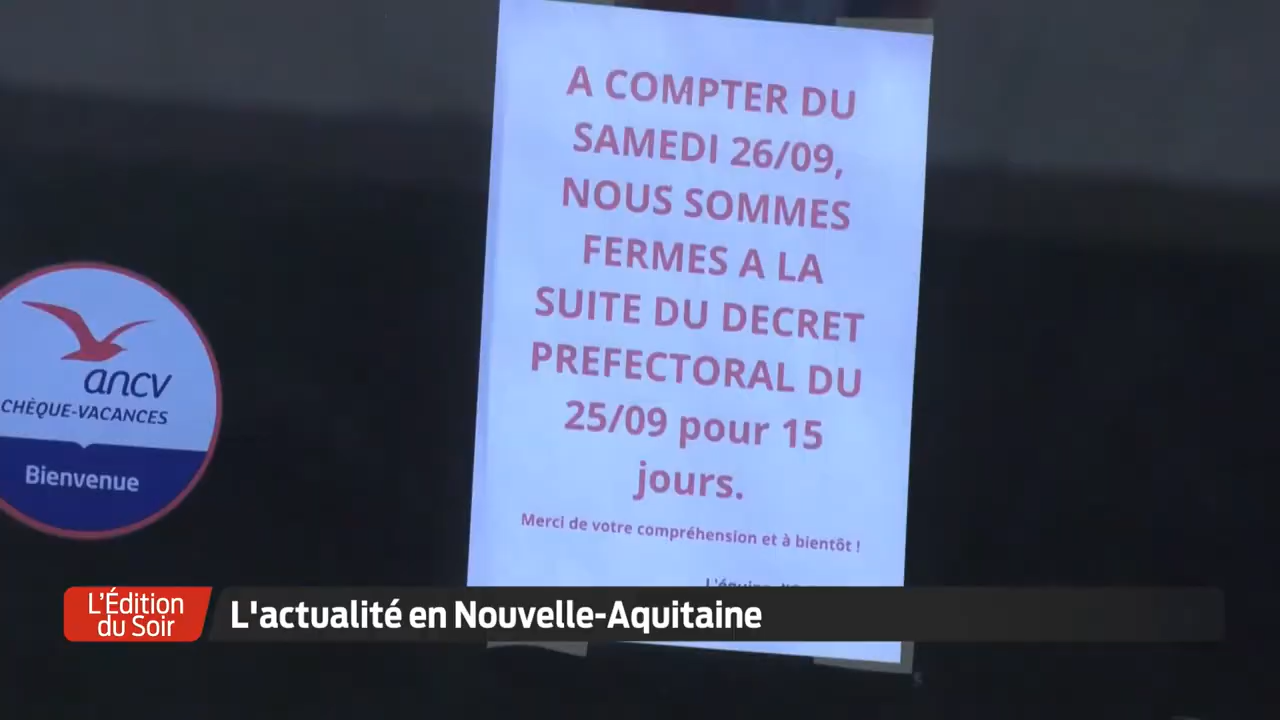 A COMPTER DU
SAMEDI 26/09,
NOUS SOMMES
FERMES A LA
SUITE DU DECRET
PREFECTORAL DU
25/09 pour 15
jours.
Merci de votre compréhension et à bientôt !
ancv
CHÈQUE-VACANCES
Bienvenue
L'Édition
du Soir
L'actualité en Nouvelle-Aquitaine